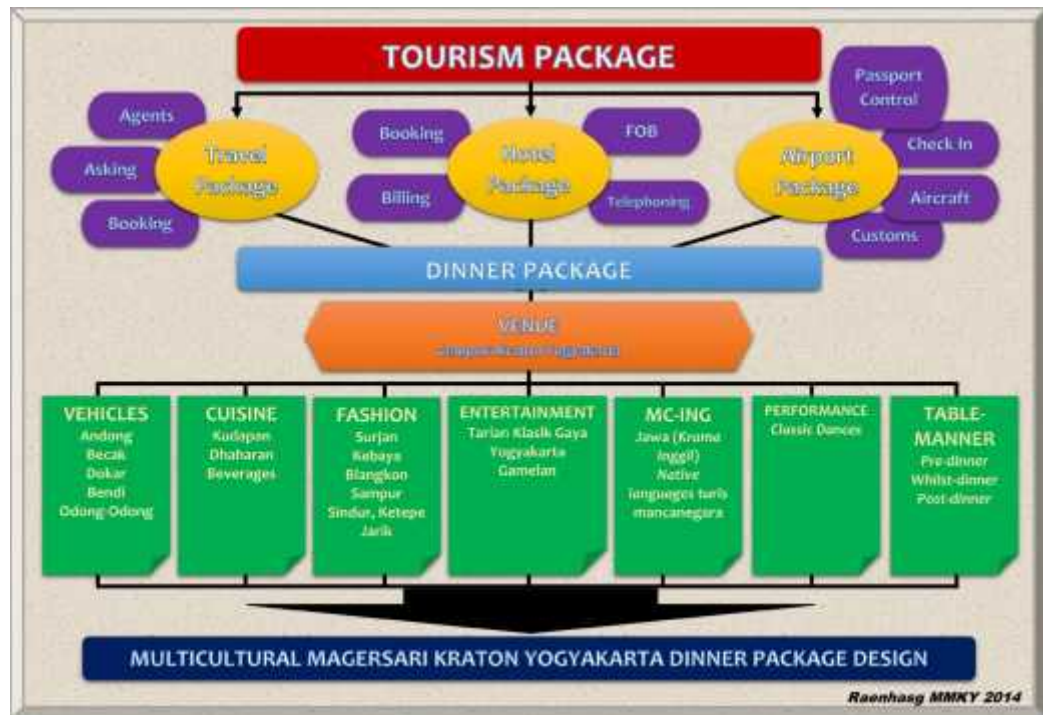 TOURISM PACKAGE
Agents
Asking
Booking
Travel
Package
Booking
Billing
Hotel
Package
FOB
Telephoning
Airport
Package
Passport
Control
Check In
Aircraft
Customs
DINNER PACKAGE
VENUE
Kraton Yogyakarta
VEHICLES
Andong
Becak
Dokar
Bendi
Odong-Odong
CUISINE
Kudapan
Dhaharan
Beverages
FASHION
Surjan
Kebaya
Blangkon
Sampur
Sindur, Ketepe
Jarik
ENTERTAINMENT
Tarian Klasik Gaya
Yogyakarta
Gamelan
MC-ING
Jawa (Krama
Inggil)
Native
langueges turis
mancanegara
PERFORMANCE
Classic Dances
TABLE-
MANNER
Pre-dinner
Whilst-dinner
Post-dinner
MULTICULTURAL MAGERSARI KRATON YOGYAKARTA DINNER PACKAGE DESIGN
Raenhasg MMKY 2014